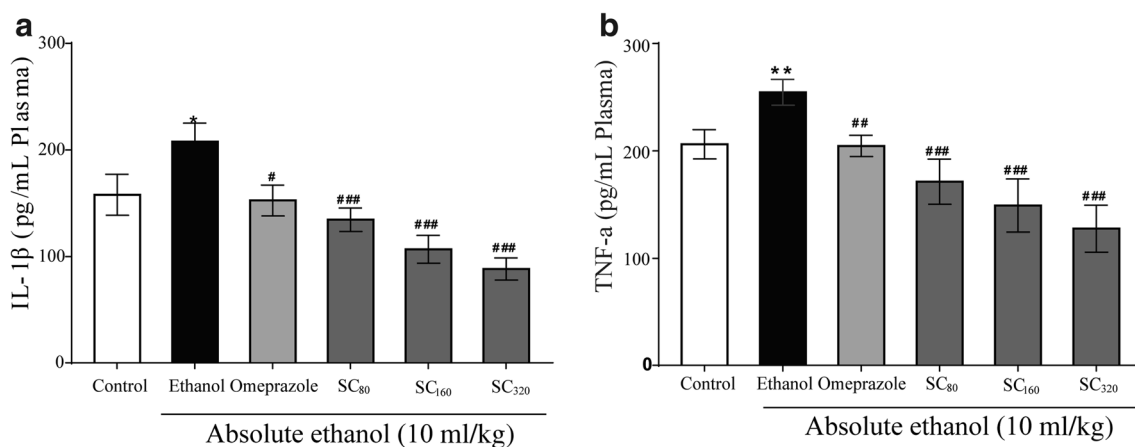 a
IL-1β (pg/mL Plasma)
300
200
100
0
*
#
###
###
###
Control Ethanol Omeprazole SC80 SC160 SC320
Absolute ethanol (10 ml/kg)
b
TNF-a (pg/mL Plasma)
300
200
100
0
**
##
###
###
###
Control Ethanol Omeprazole SC80 SC160 SC320
Absolute ethanol (10 ml/kg)